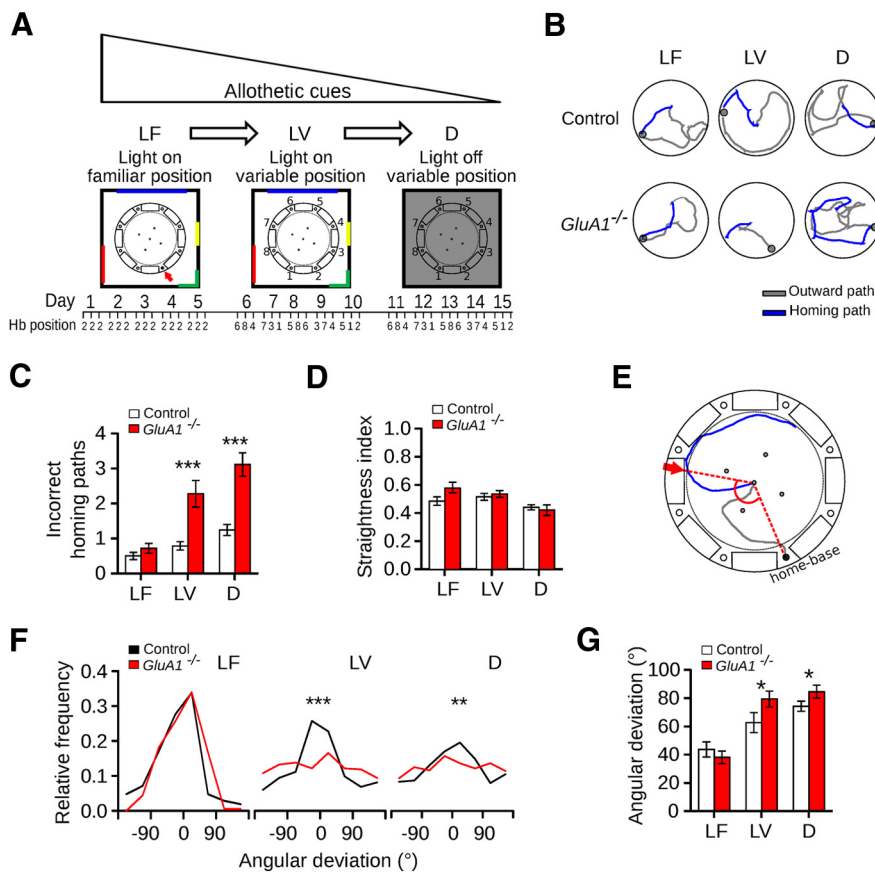 A
Allothetic cues
LF LV D
Light on Light on Light off
familiar position variable position variable position
6 5
7 4
8 3
1 2
6 5
7 4
8 3
1 2
Day 1 2 3 4 5 6 7 8 9 10 11 12 13 14 15
Hb position 222 222 222 222 222 684 731 586 374 512 684 731 586 374 512
B
LF LV D
Control
GluA1-/-
Outward path
Homing path
C
Control
GluA1 -/-
Incorrect
homing paths
4
3
2
1
0
*** ***
LF LV D
D
Control
GluA1 -/-
Straightness index
1.0
0.8
0.6
0.4
0.2
0.0
LF LV D
E
home-base
F
Control
GluA1 -/-
LF LV D
Relative frequency
0.4
0.3
0.2
0.1
0.0
*** **
-90 0 90 -90 0 90 -90 0 90
Angular deviation (°)
G
Control
GluA1 -/-
Angular deviation (°)
100
80
60
40
20
0
* *
LF LV D